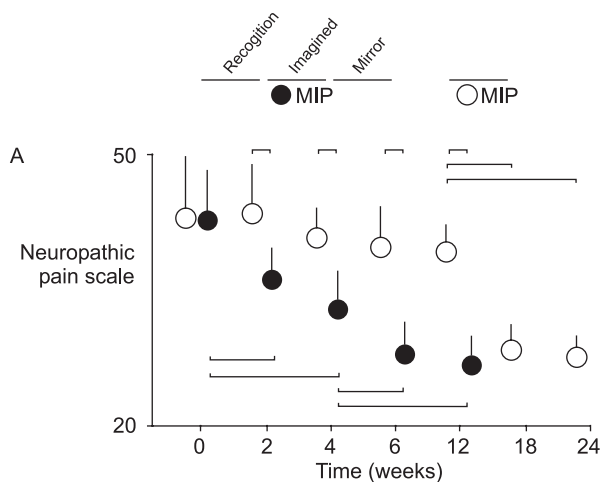 Recogition
Imagined
Mirror
MIP
MIP
A
50
Neuropathic
pain scale
20
0 2 4 6 12 18 24
Time (weeks)